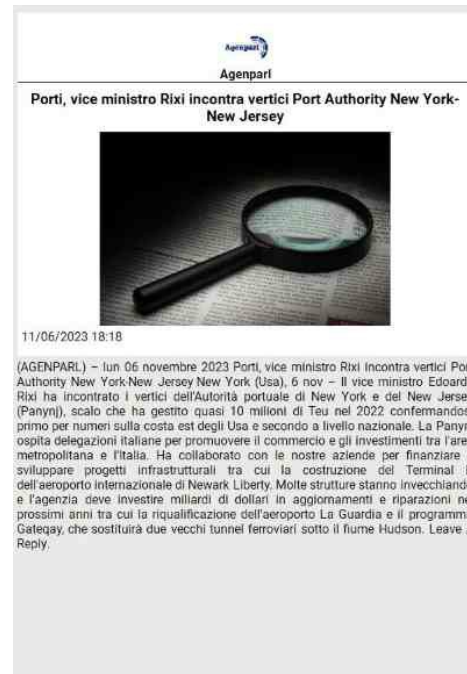 Agenparl
Agenparl
Porti, vice ministro Rixi incontra vertici Port Authority New York-
New Jersey
11/06/2023 18:18
(AGENPARL) – lun 06 novembre 2023 Porti, vice ministro Rixi incontra vertici Por
Authority New York-New Jersey New York (Usa), 6 nov – Il vice ministro Edoard
Rixi ha incontrato i vertici dell'Autorità portuale di New York e del New Jerse
(Panynj), scalo che ha gestito quasi 10 milioni di Teu nel 2022 confermandos
primo per numeri sulla costa est degli Usa e secondo a livello nazionale. La Panyn
ospita delegazioni italiane per promuovere il commercio e gli investimenti tra l'are
metropolitana e l'Italia. Ha collaborato con le nostre aziende per finanziare
sviluppare progetti infrastrutturali tra cui la costruzione del Terminal
dell'aeroporto internazionale di Newark Liberty. Molte strutture stanno invecchiand
e l'agenzia deve investire miliardi di dollari in aggiornamenti e riparazioni ne
prossimi anni tra cui la riqualificazione dell'aeroporto La Guardia e il programm
Gateqay, che sostituirà due vecchi tunnel ferroviari sotto il fiume Hudson. Leave
Reply.